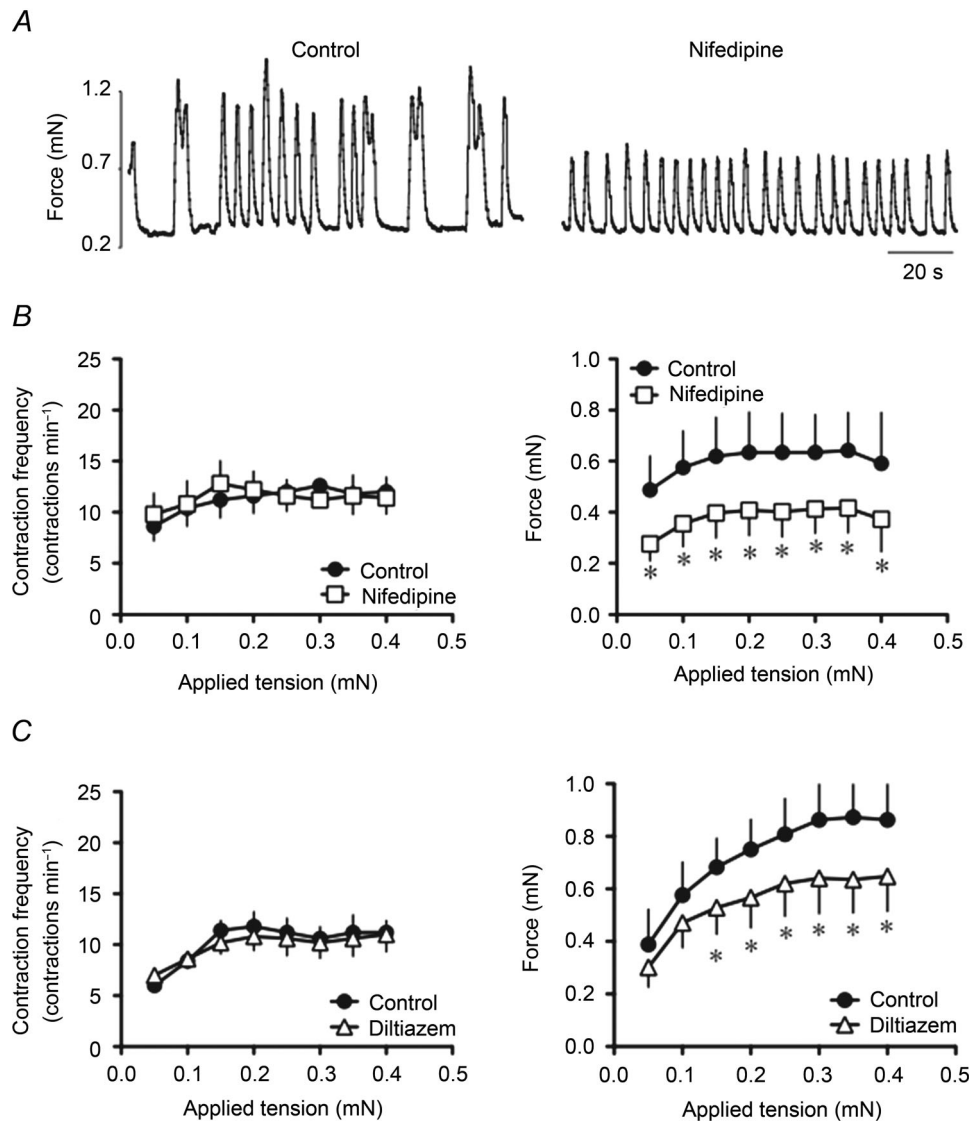 A
Control
Nifedipine
Force (mN)
1.2
0.7
0.2
20 s
B
Contraction frequency
(contractions min⁻¹)
25
20
15
10
5
0
0.0 0.1 0.2 0.3 0.4 0.5
Applied tension (mN)
Control
Nifedipine
Force (mN)
1.0
0.8
0.6
0.4
0.2
0.0
0.0 0.1 0.2 0.3 0.4 0.5
Applied tension (mN)
Control
Nifedipine
* * * * * * * *
C
Contraction frequency
(contractions min⁻¹)
25
20
15
10
5
0
0.0 0.1 0.2 0.3 0.4 0.5
Applied tension (mN)
Control
Diltiazem
Force (mN)
1.0
0.8
0.6
0.4
0.2
0.0
0.0 0.1 0.2 0.3 0.4 0.5
Applied tension (mN)
* * * * * *
Control
Diltiazem